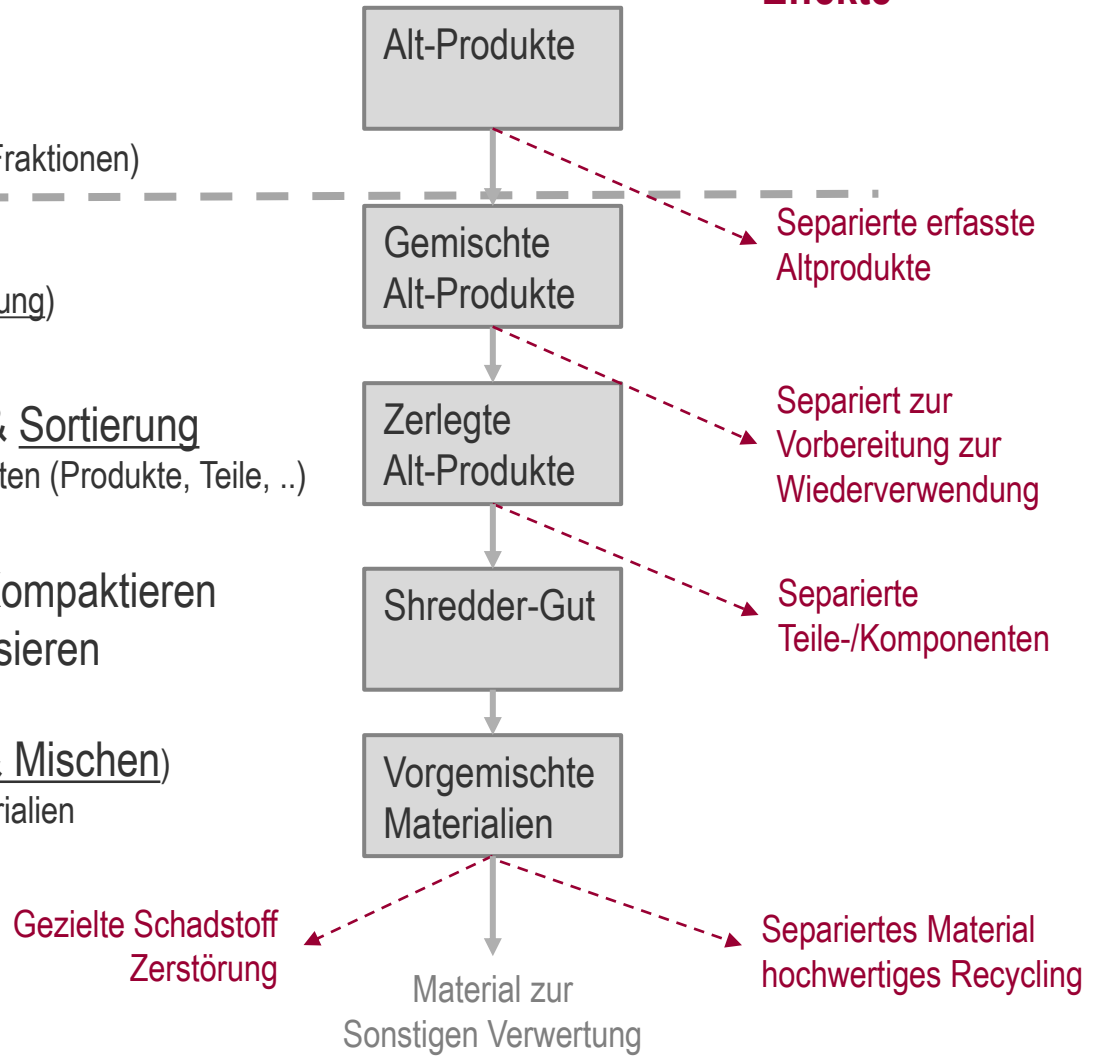 Effekte
Alt-Produkte
Fraktionen)
Separierte erfasste
Altprodukte
Gemischte
Alt-Produkte
ung)
Separiert zur
Vorbereitung zur
Wiederverwendung
Zerlegte
Alt-Produkte
& Sortierung
ten (Produkte, Teile, ..)
Kompaktieren
sieren
Shredder-Gut
Separierte
Teile-/Komponenten
& Mischen)
rialien
Vorgemischte
Materialien
Gezielte Schadstoff
Zerstörung
Separiertes Material
hochwertiges Recycling
Material zur
Sonstigen Verwertung